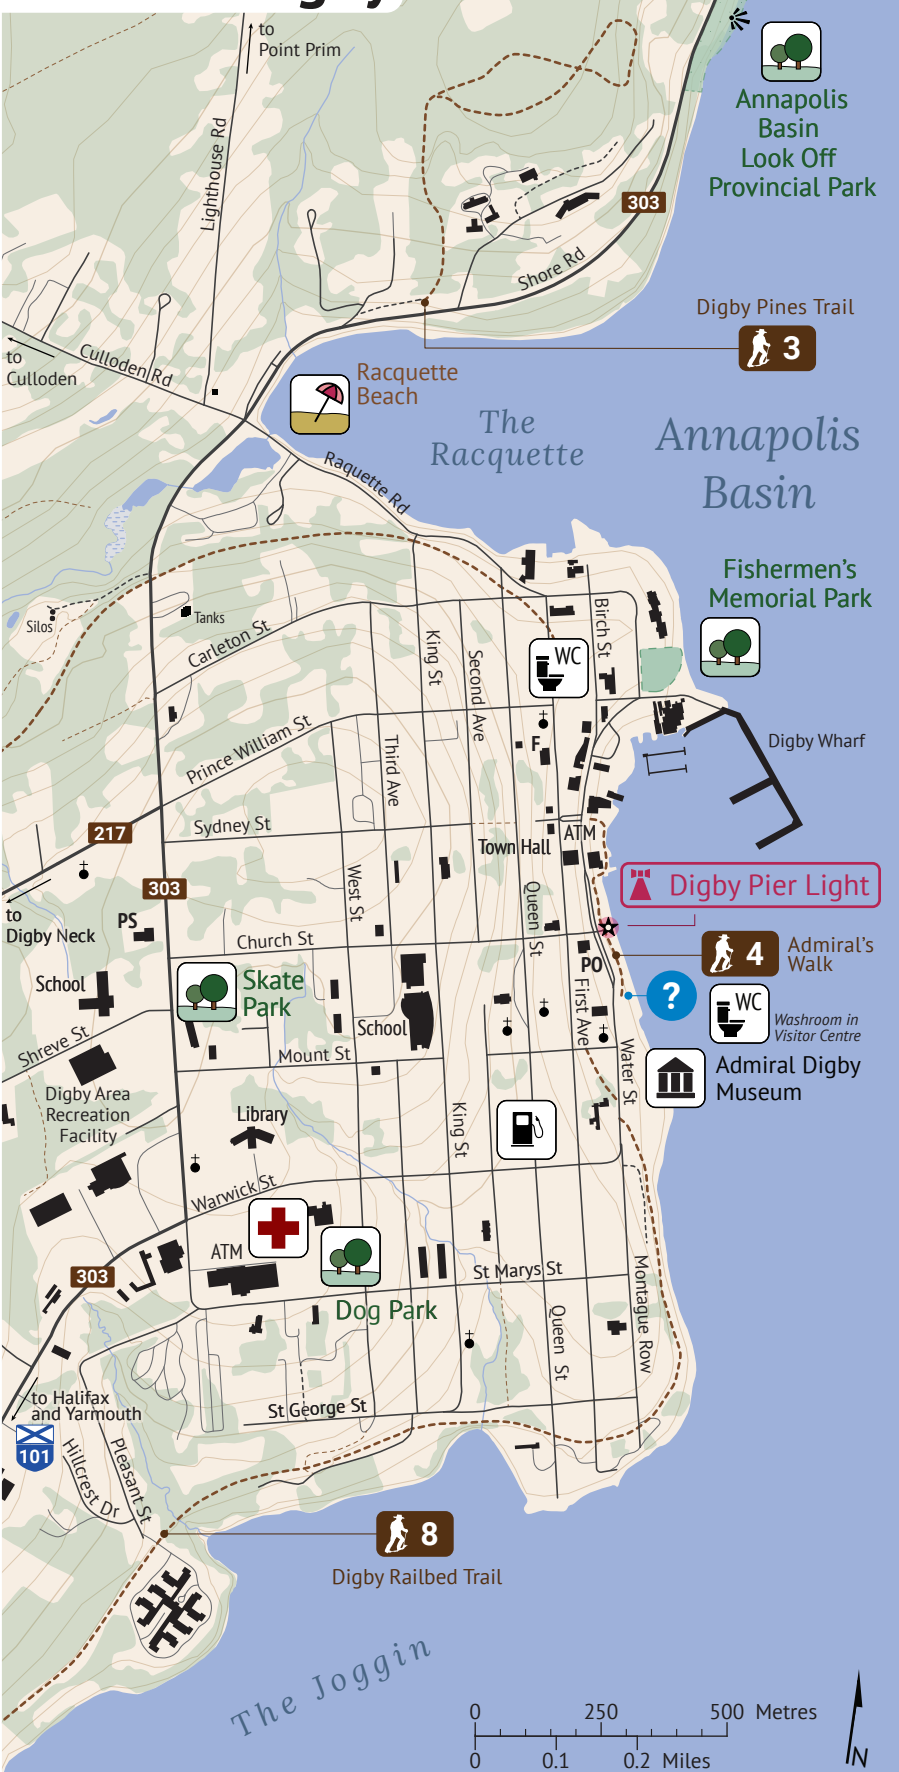 to
Point Prim
Annapolis
Basin
Look Off
Provincial Park
Lighthouse Rd
303
Shore Rd
Digby Pines Trail
3
to
Culloden
Culloden Rd
Racquette
Beach
The
Racquette
Annapolis
Basin
Raquette Rd
Fishermen's
Memorial Park
Silos
Tanks
Carleton St
King St
Second Ave
Birch St
WC
Prince William St
Third Ave
F
Digby Wharf
217
Sydney St
Town Hall
ATM
303
West St
Queen St
Digby Pier Light
to
Digby Neck
PS
Church St
PO
4
Admiral's
Walk
School
Skate
Park
School
First Ave
?
WC
Washroom in
Visitor Centre
Shreve St
Mount St
Water St
Admiral Digby
Museum
Digby Area
Recreation
Facility
Library
King St
Warwick St
ATM
303
St Marys St
Montague Row
Dog Park
Queen St
to Halifax
and Yarmouth
St George St
101
Hillcrest Dr
Pleasant St
8
Digby Railbed Trail
The Joggin
0 250 500 Metres
0 0.1 0.2 Miles
N